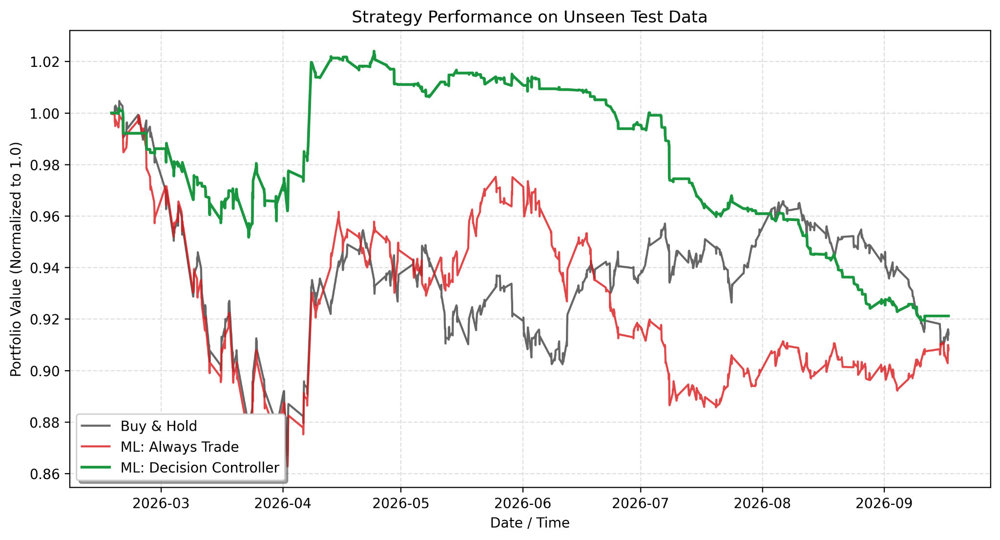 Strategy Performance on Unseen Test Data
Portfolio Value (Normalized to 1.0)
1.02
1.00
0.98
0.96
0.94
0.92
0.90
0.88
0.86
Buy & Hold
ML: Always Trade
ML: Decision Controller
2026-03
2026-04
2026-05
2026-06
2026-07
2026-08
2026-09
Date / Time